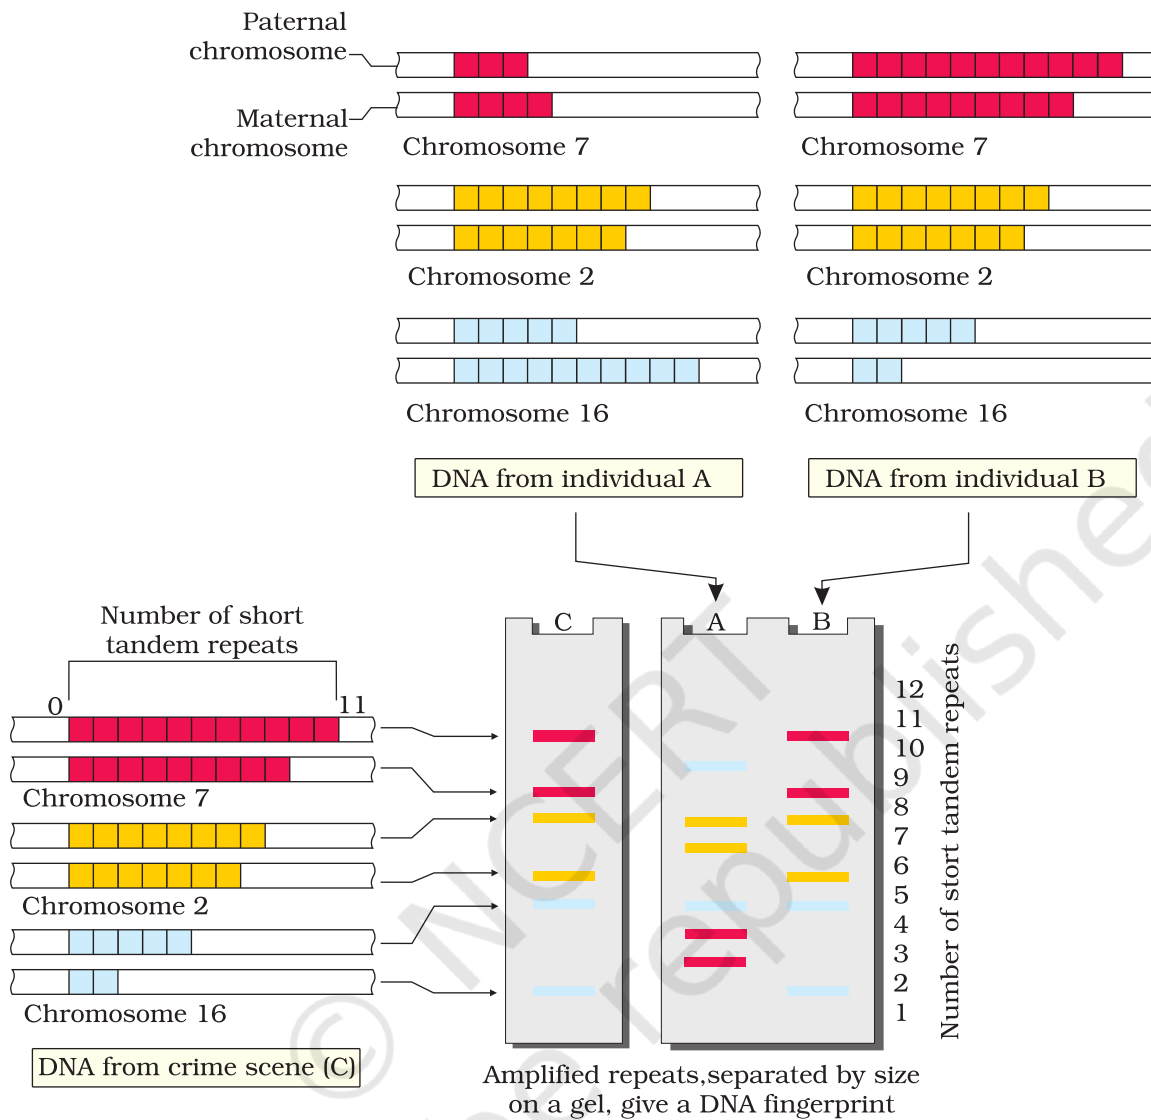 Paternal
chromosome
Maternal
chromosome
Chromosome 7
Chromosome 7
Chromosome 2
Chromosome 2
Chromosome 16
Chromosome 16
DNA from individual A
DNA from individual B
Number of short
tandem repeats
0
11
Chromosome 7
Chromosome 2
Chromosome 16
DNA from crime scene (C)
C
A
B
12
11
10
9
8
7
6
5
4
3
2
1
Number of stort tandem repeats
Amplified repeats,separated by size
on a gel, give a DNA fingerprint
© NCERT
be republished